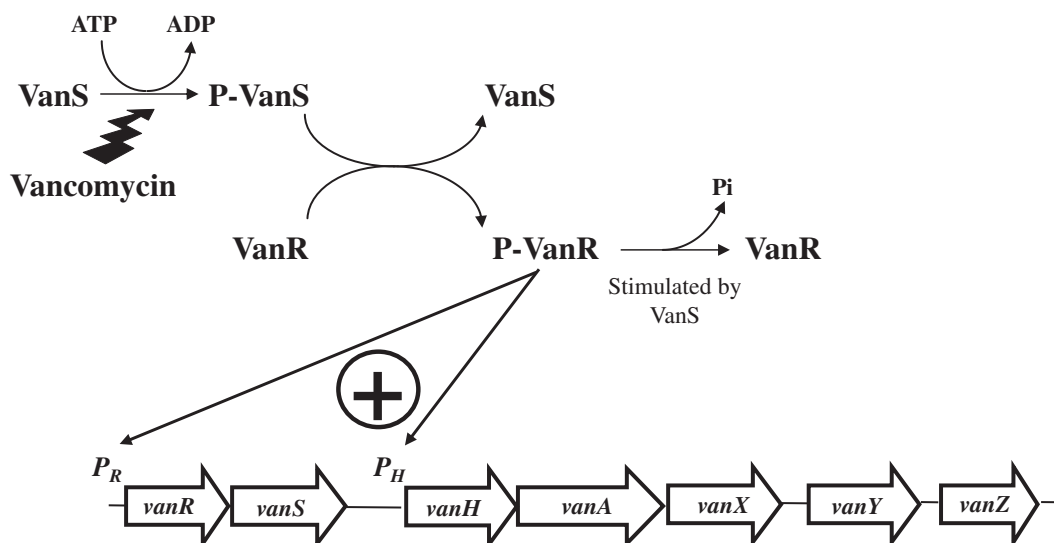 ATP ADP
VanS P-VanS VanS
Vancomycin
Pi
VanR P-VanR VanR
Stimulated by
VanS
P_R P_H
vanR vanS vanH vanA vanX vanY vanZ